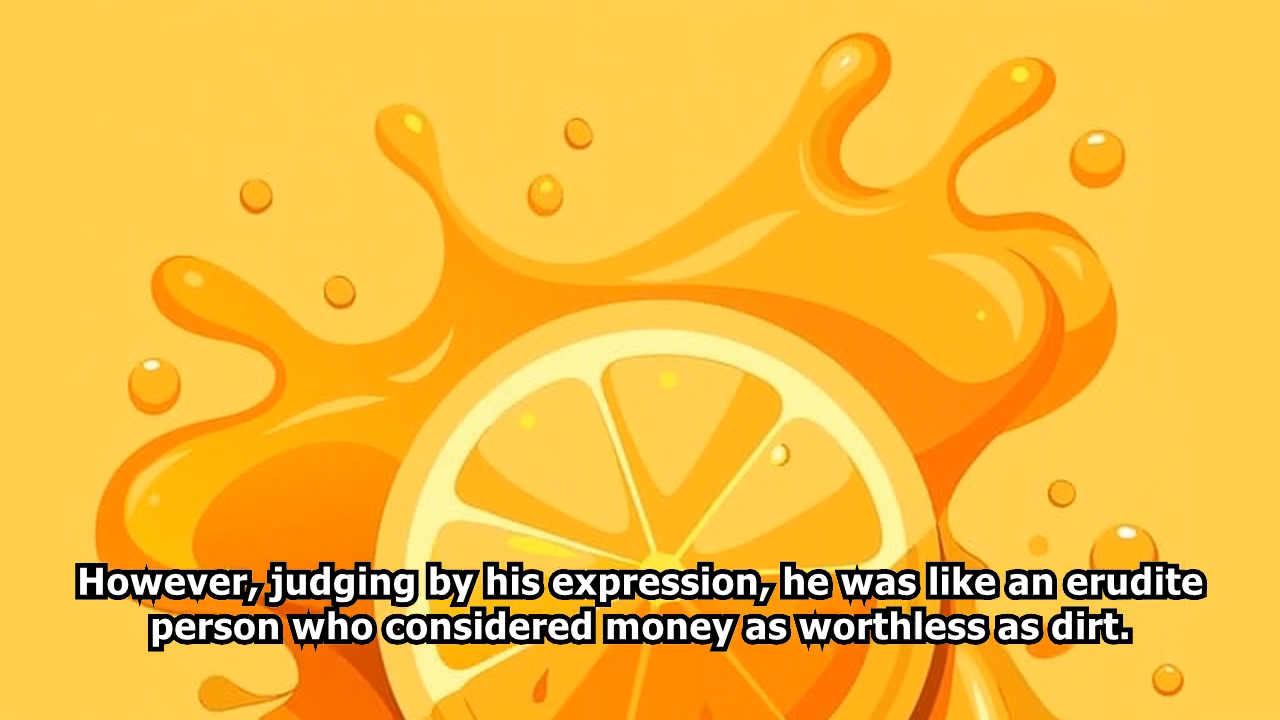 However, judging by his expression, he was like an erudite
person who considered money as worthless as dirt.